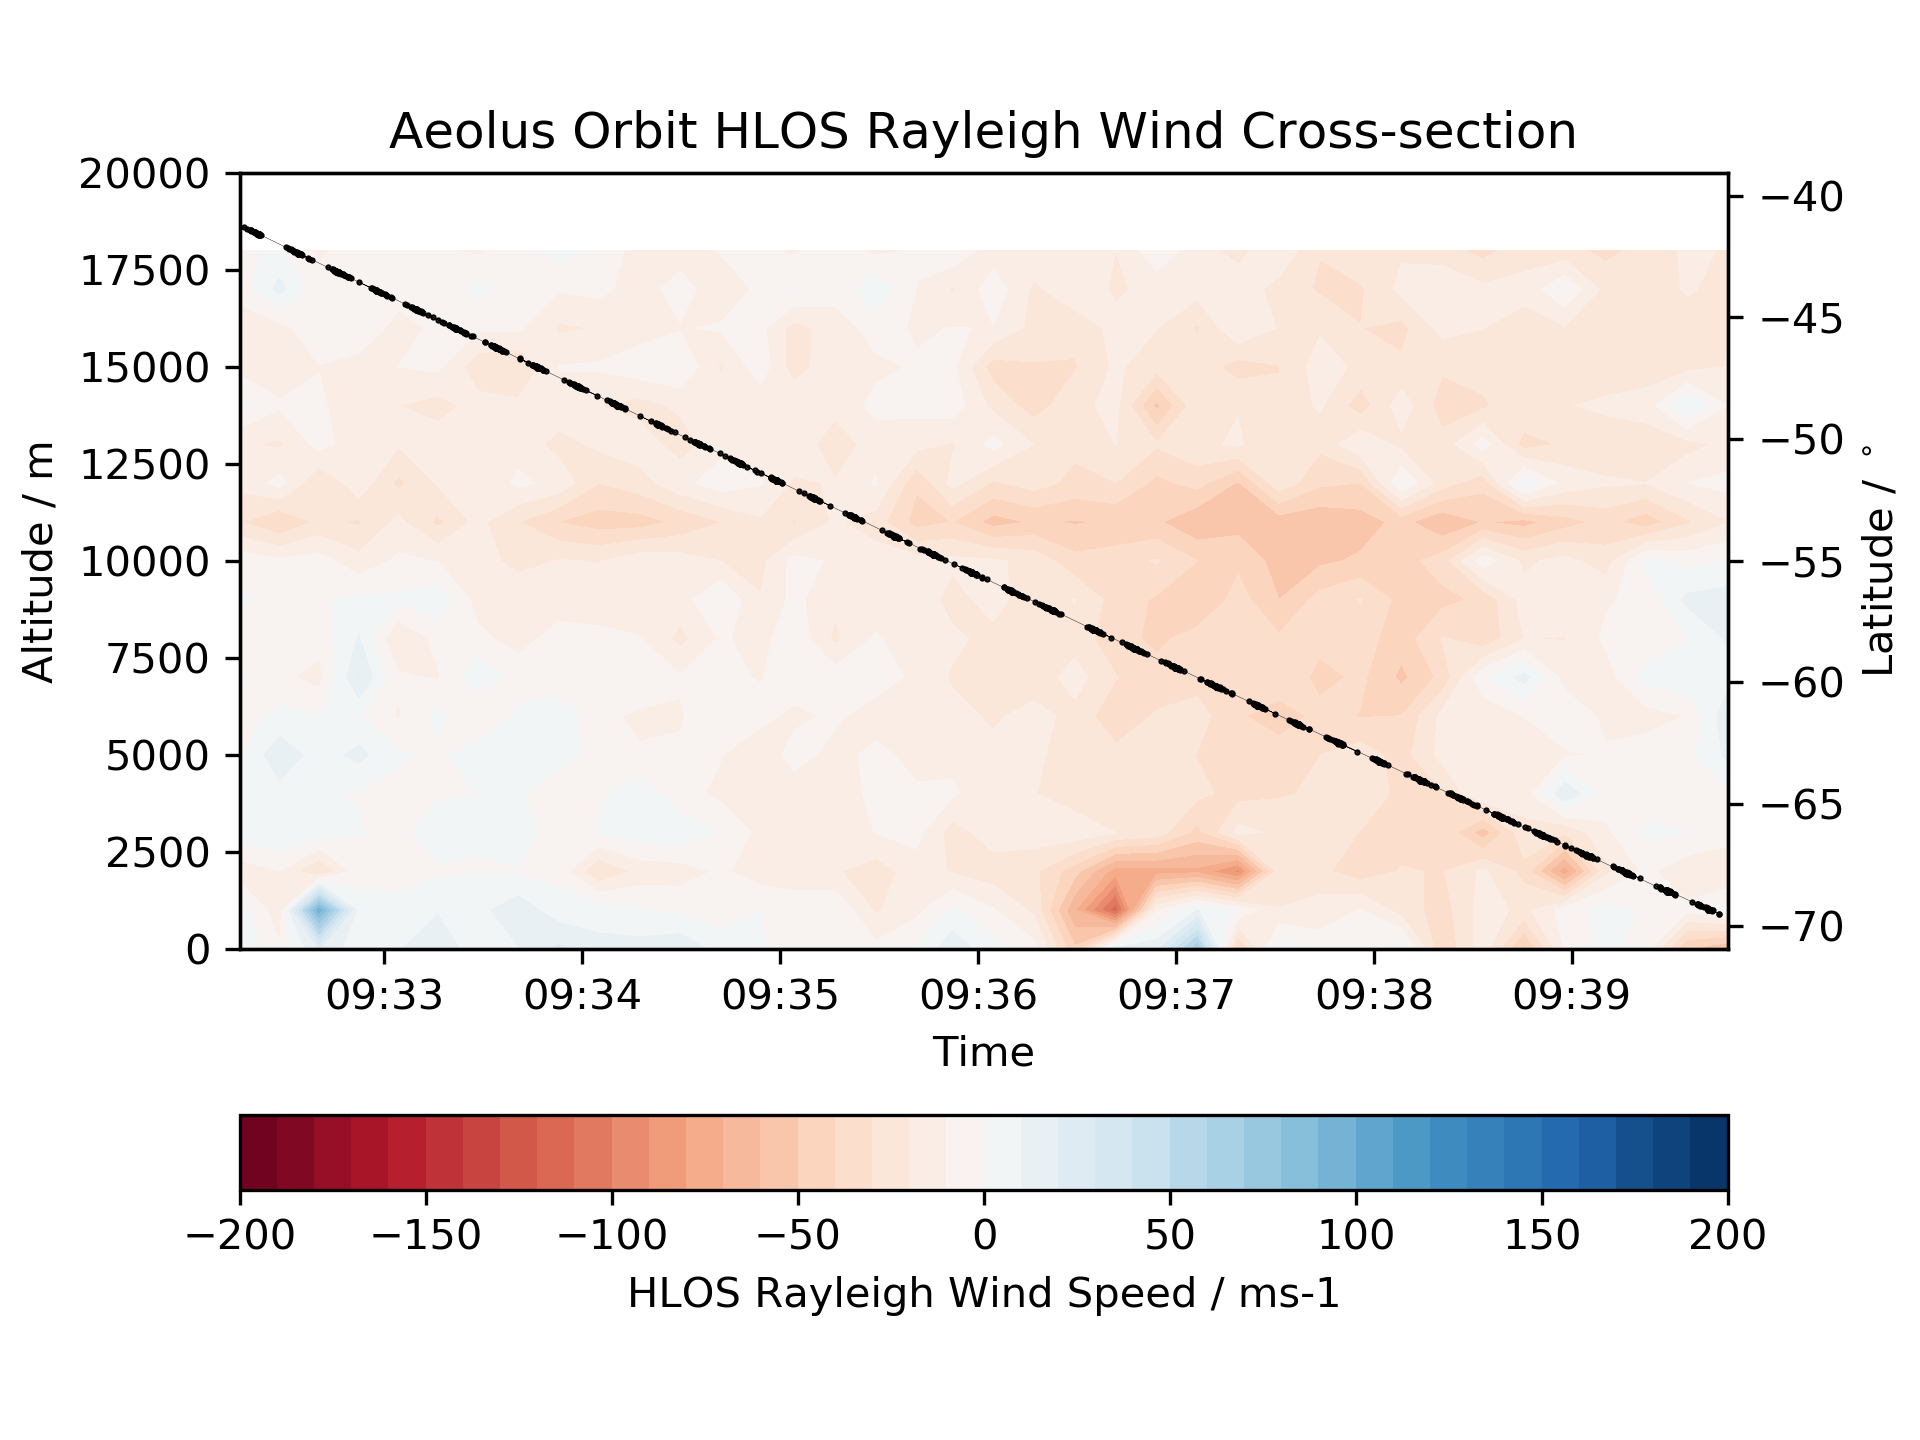 Aeolus Orbit HLOS Rayleigh Wind Cross-section
20000
17500
15000
12500
10000
7500
5000
2500
0
Altitude / m
−40
−45
−50
−55
−60
−65
−70
Latitude / °
09:33 09:34 09:35 09:36 09:37 09:38 09:39
Time
−200 −150 −100 −50 0 50 100 150 200
HLOS Rayleigh Wind Speed / ms-1